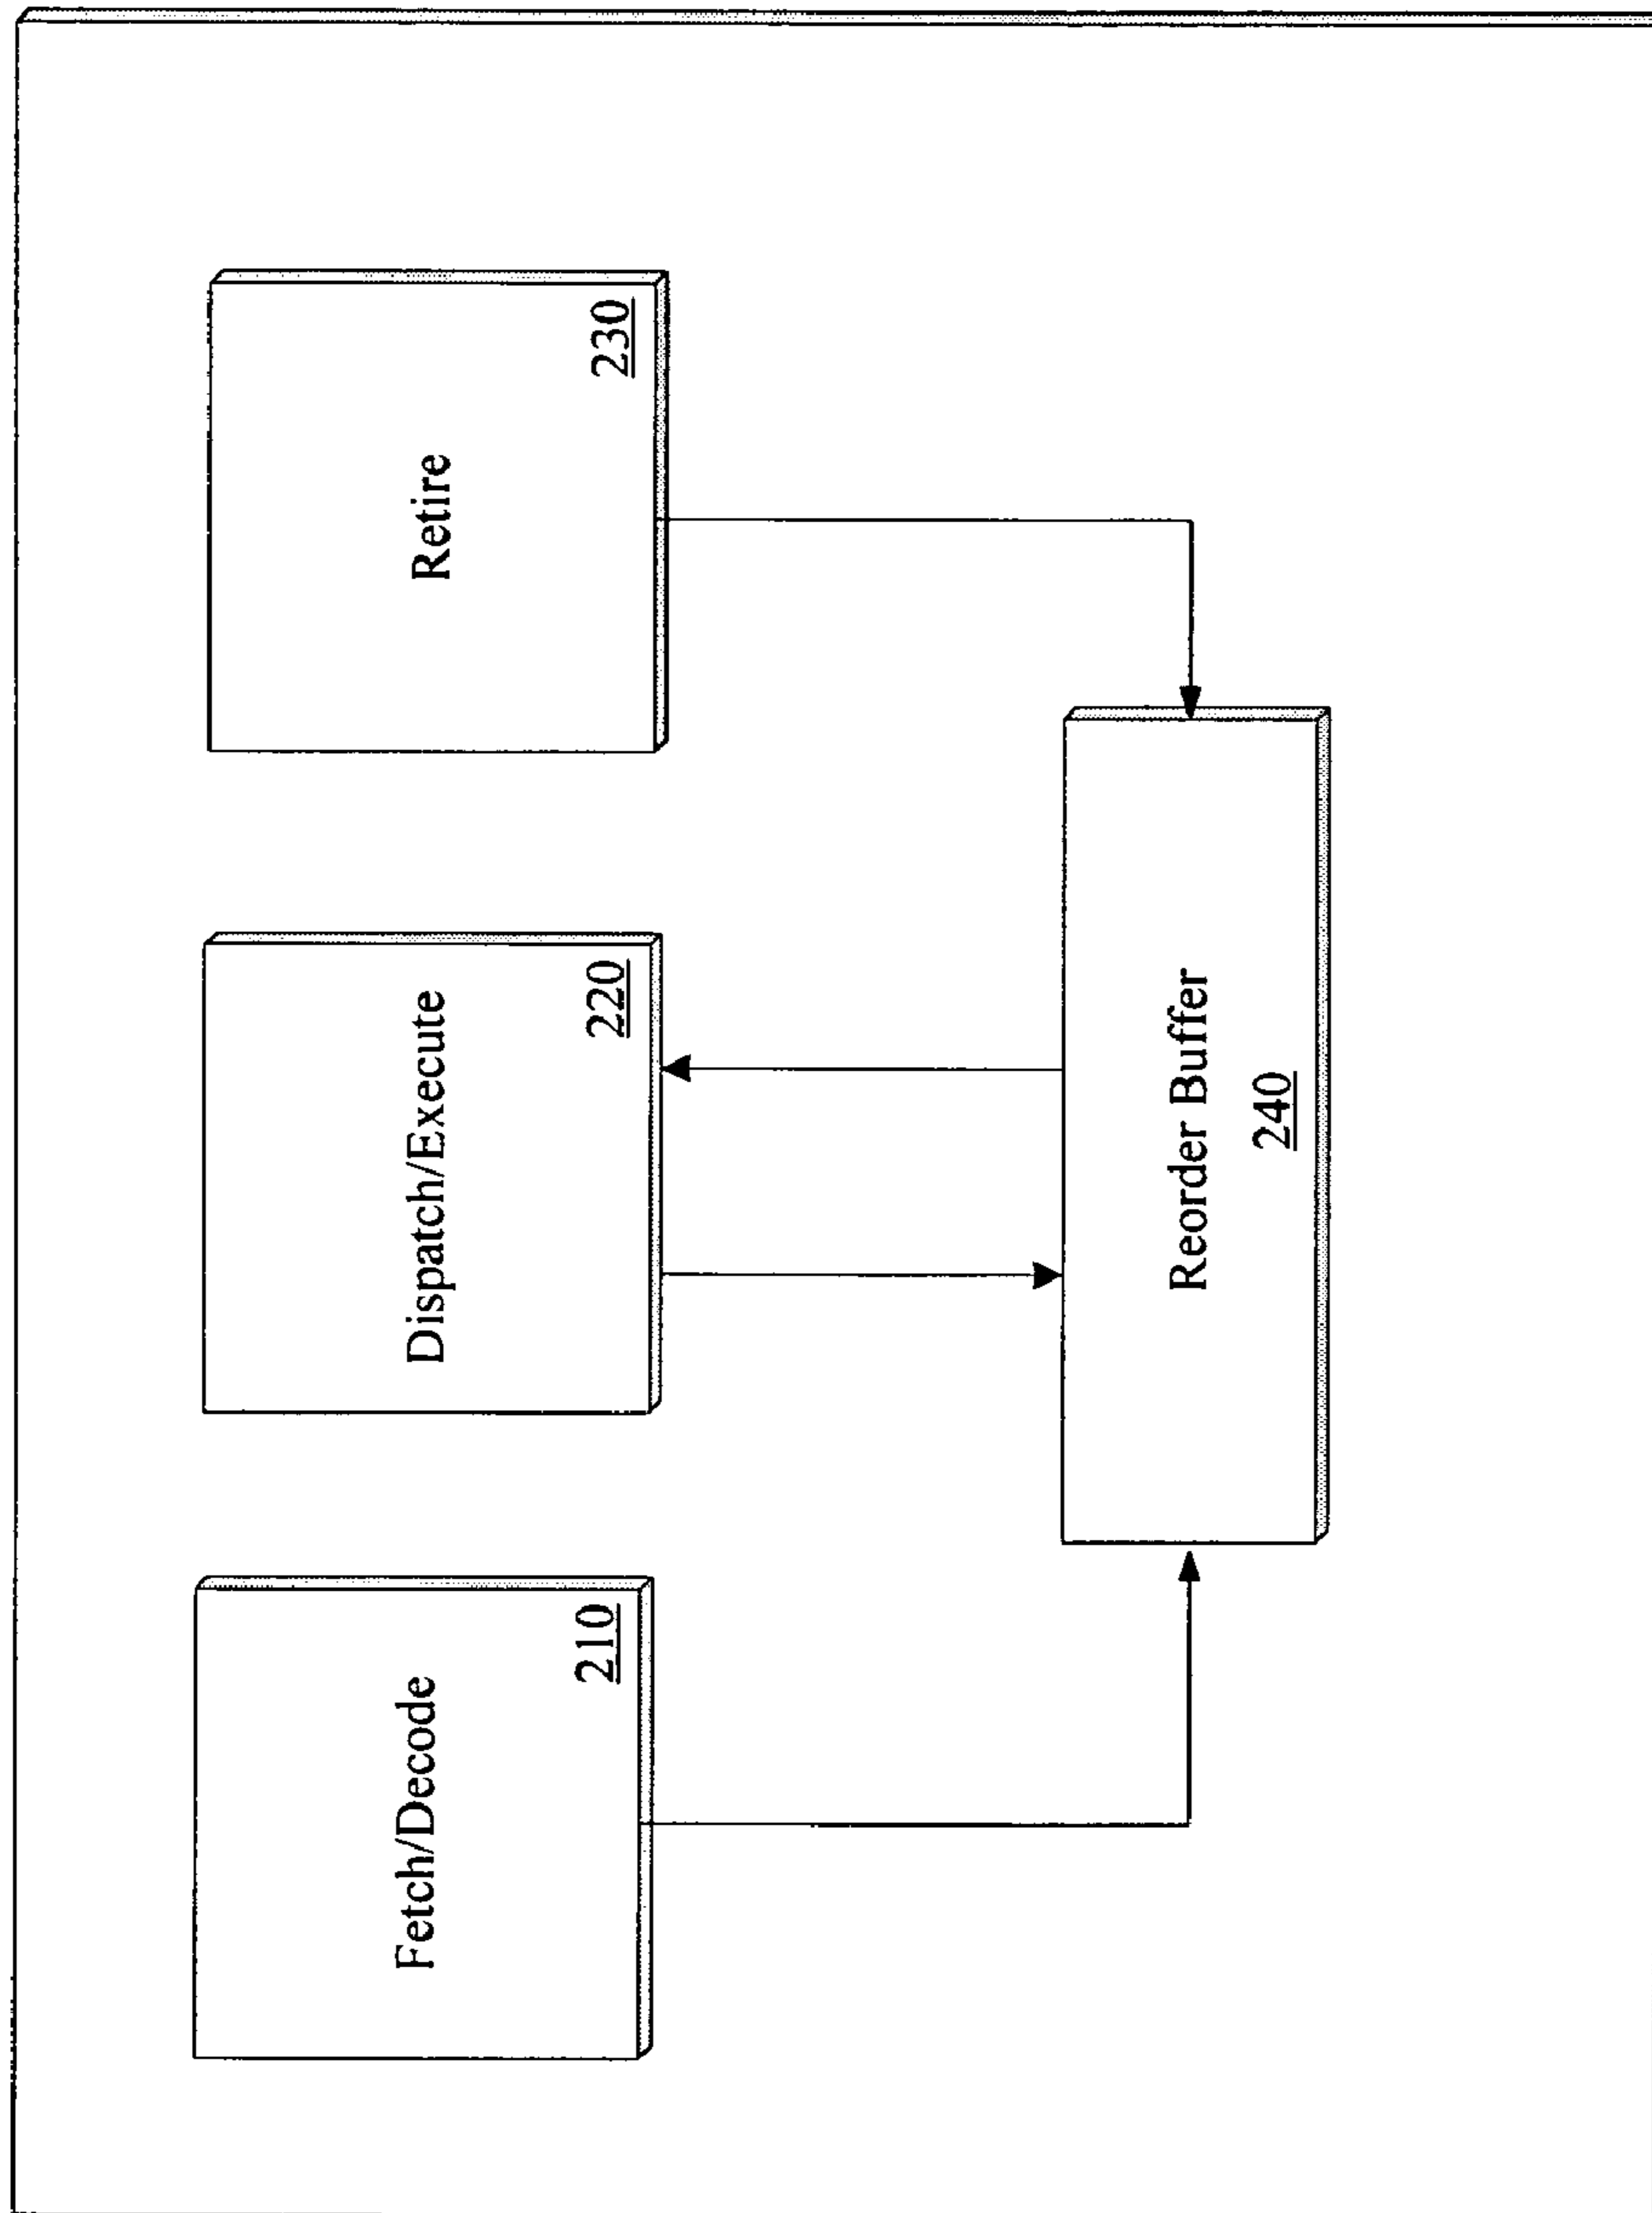 Fetch/Decode
210
Dispatch/Execute
220
Retire
230
Reorder Buffer
240